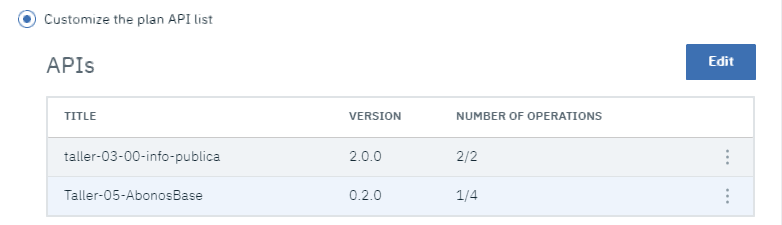 Customize the plan API list
APIs
Edit
TITLE VERSION NUMBER OF OPERATIONS
taller-03-00-info-publica 2.0.0 2/2
Taller-05-AbonosBase 0.2.0 1/4